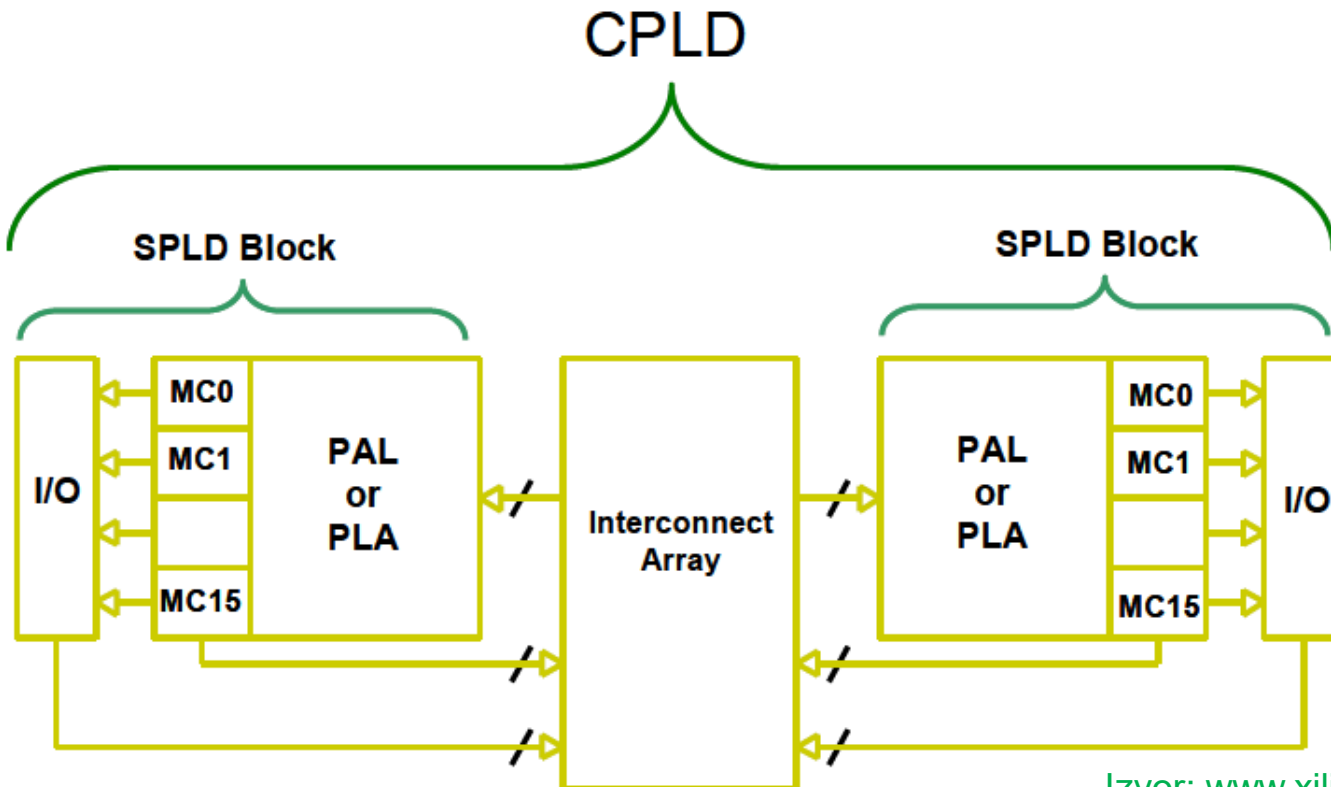 CPLD
SPLD Block
SPLD Block
I/O
MC0
MC1
MC15
PAL
or
PLA
Interconnect
Array
PAL
or
PLA
MC0
MC1
MC15
I/O